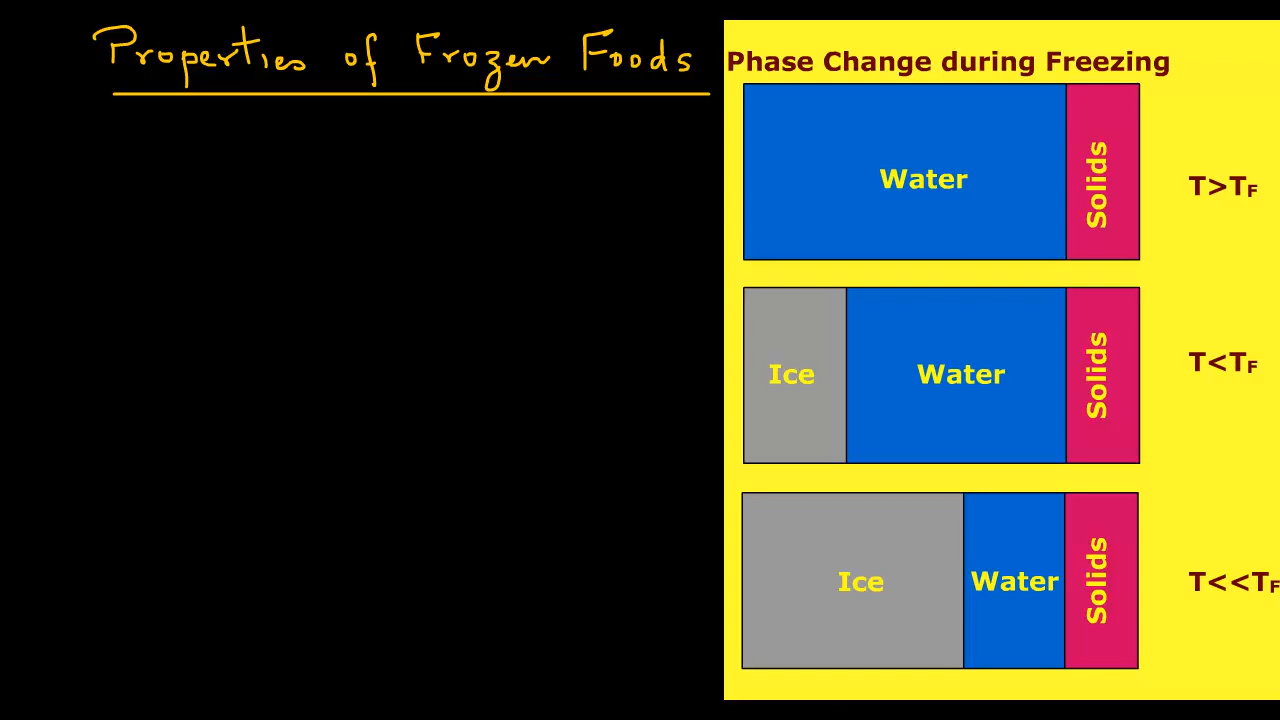 Properties of Frozen Foods
Phase Change during Freezing
Water
Solids
T>TF
Ice
Water
Solids
T<TF
Ice
Water
Solids
T<<TF